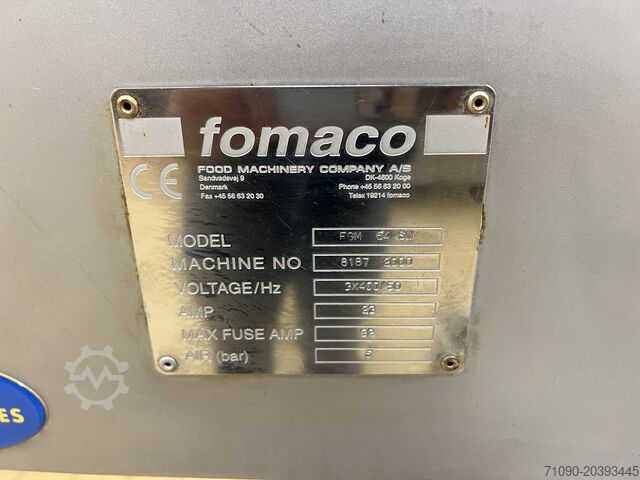 fomaco
FOOD MACHINERY COMPANY A/S
Sandvadsvej 9 DK-4600 Koge
Denmark Phone +45 56 63 20 00
Fax +45 56 63 20 30 Telex 19214 fomaco
CE
MODEL FGM 64 SW
MACHINE NO 8187 2000
VOLTAGE/Hz 3X400/50
AMP 23
MAX FUSE AMP 32
AIR (bar) 6
ES
71090-20393445